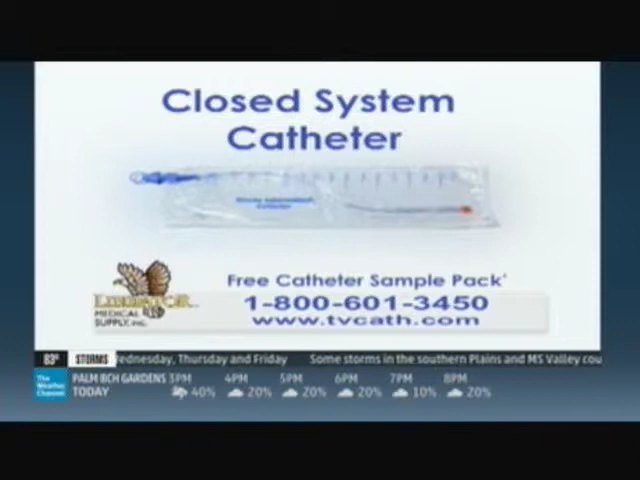 Closed System
Catheter
Free Catheter Sample Pack*
LIBERATOR
MEDICAL
SUPPLY, INC.
1-800-601-3450
www.tvcath.com
83° STORMS ednesday, Thursday and Friday Some storms in the southern Plains and MS Valley cou
The Weather Channel
PALM BCH GARDENS 3PM 4PM 5PM 6PM 7PM 8PM
TODAY 40% 20% 20% 20% 10% 20%